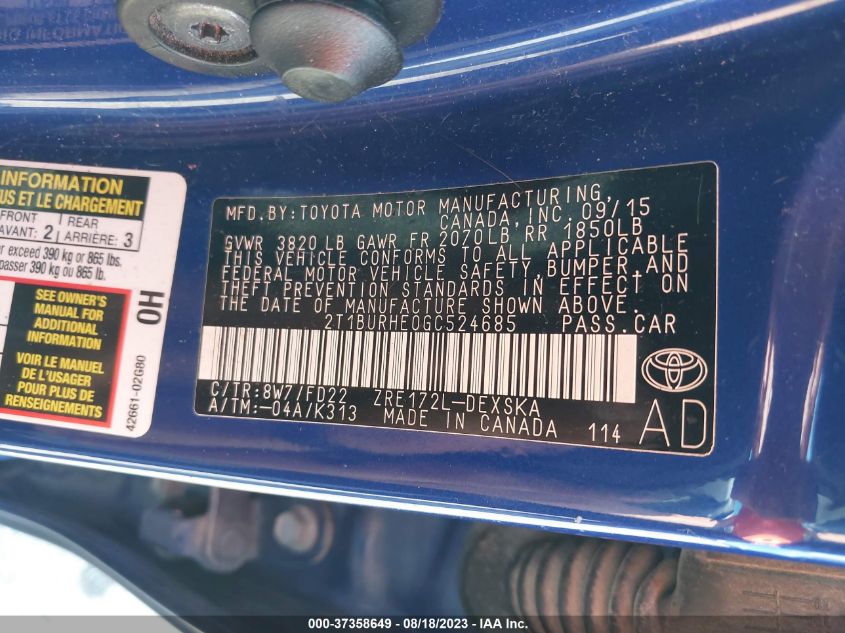 INFORMATION
US ET LE CHARGEMENT
FRONT
AVANT: 2
REAR
ARRIÈRE: 3
exceed 390 kg or 865 lbs.
passer 390 kg ou 865 lb.
SEE OWNER'S
MANUAL FOR
ADDITIONAL
INFORMATION
VOIR LE MANUEL
DE L'USAGER
POUR PLUS DE
RENSEIGNEMENTS
OH
42661-02G80
MFD.BY:TOYOTA MOTOR MANUFACTURING,
CANADA, INC. 09/15
GVWR 3820 LB GAWR FR 2070LB RR 1850LB
THIS VEHICLE CONFORMS TO ALL APPLICABLE
FEDERAL MOTOR VEHICLE SAFETY, BUMPER, AND
THEFT PREVENTION STANDARDS IN EFFECT ON
THE DATE OF MANUFACTURE SHOWN ABOVE.
2T1BURHE0GC524685 PASS.CAR
C/TR:8W7/FD22 ZRE172L-DEXSKA
A/TM:-04A/K313 MADE IN CANADA 114
AD
000-37358649 - 08/18/2023 - IAA Inc.